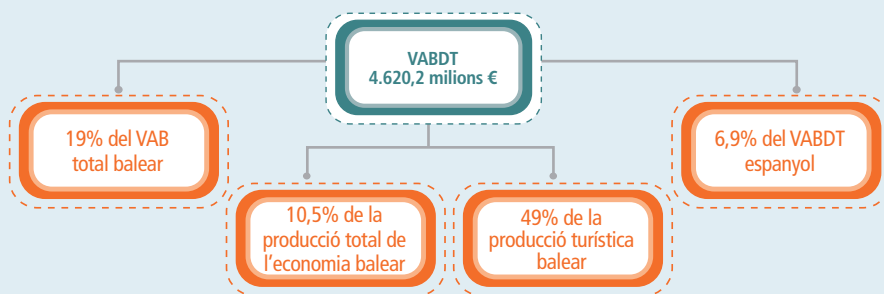 VABDT
4.620,2 milions €
19% del VAB
total balear
6,9% del VABDT
espanyol
10,5% de la
producció total de
l’economia balear
49% de la
producció turística
balear